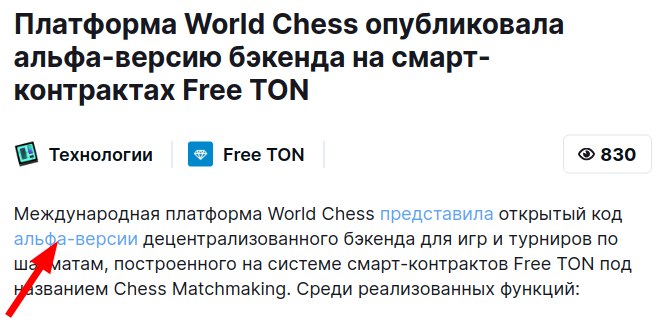 Платформа World Chess опубликовала
альфа-версию бэкенда на смарт-
контрактах Free TON
Технологии
Free TON
830
Международная платформа World Chess представила открытый код
альфа-версии децентрализованного бэкенда для игр и турниров по
шахматам, построенного на системе смарт-контрактов Free TON под
названием Chess Matchmaking. Среди реализованных функций: